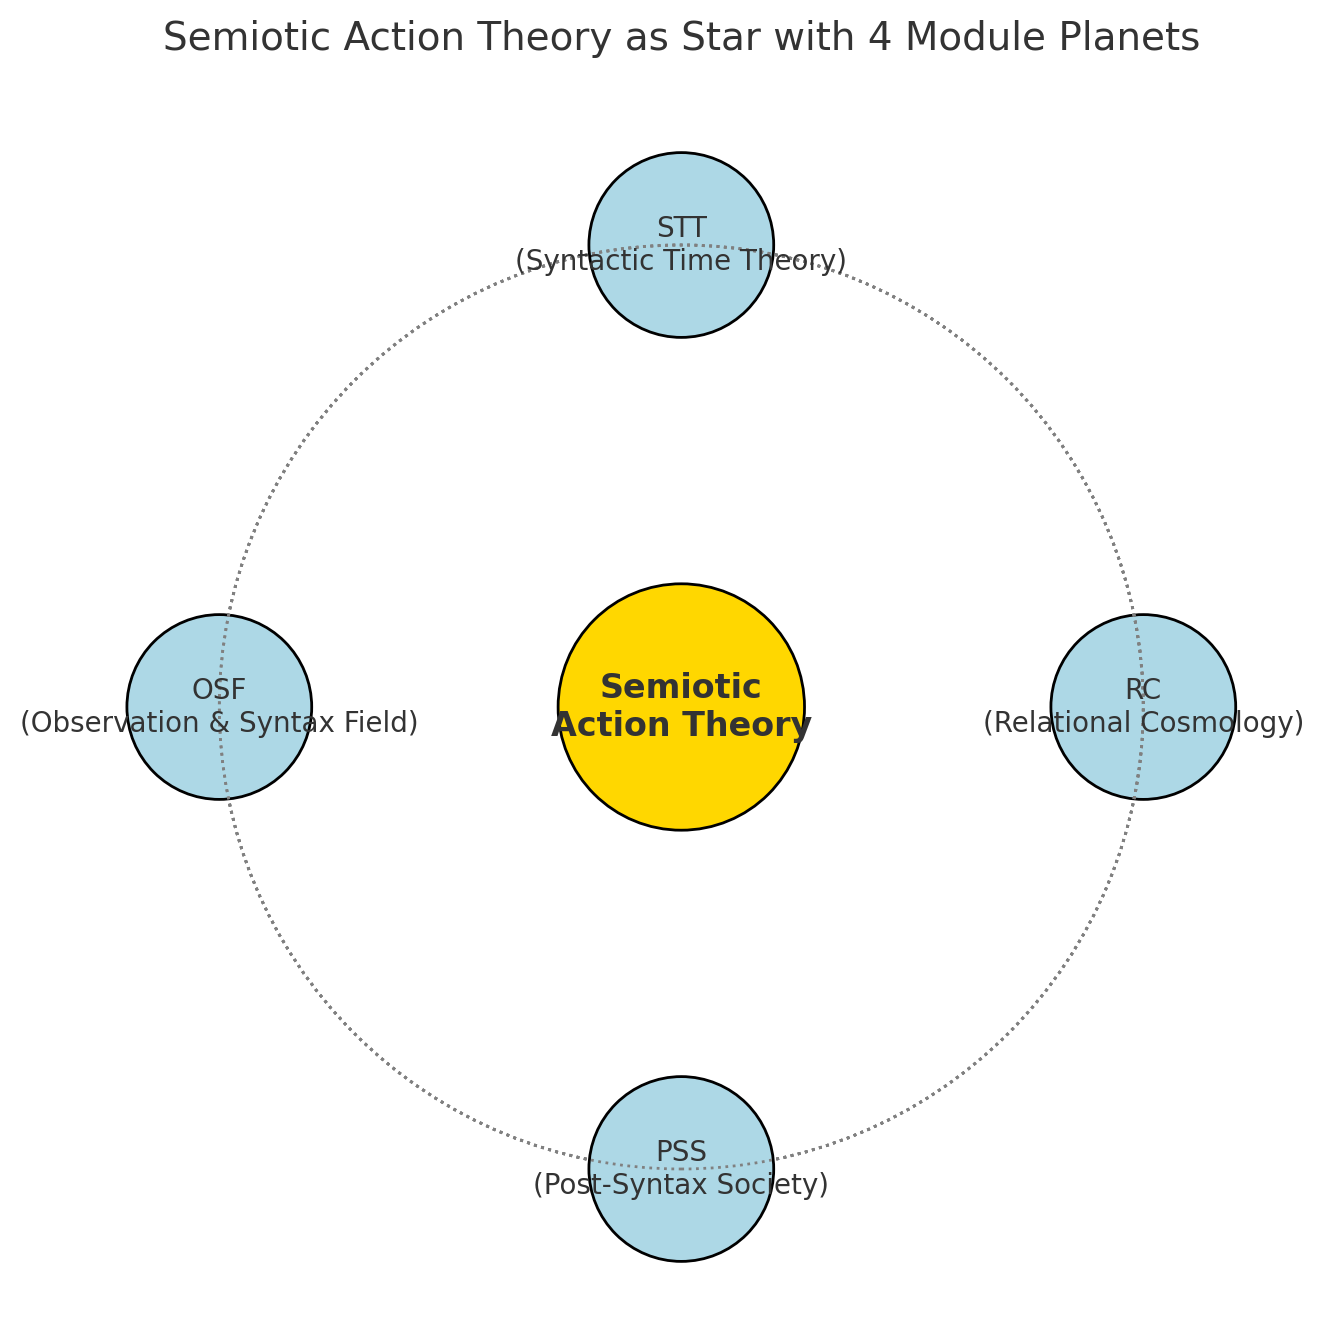 Semiotic Action Theory as Star with 4 Module Planets
STT
(Syntactic Time Theory)
OSF
(Observation & Syntax Field)
Semiotic
Action Theory
RC
(Relational Cosmology)
PSS
(Post-Syntax Society)